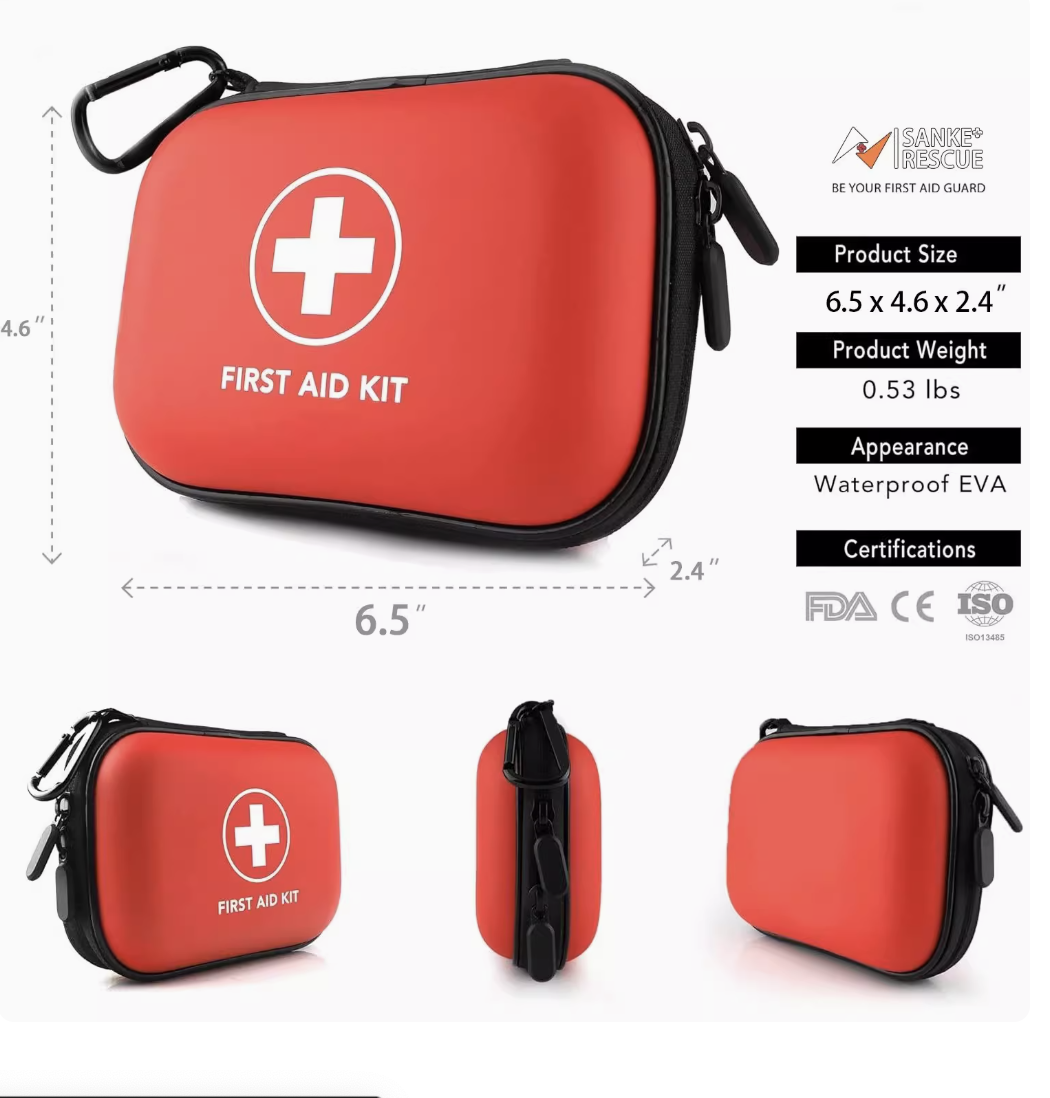 SANKE+
RESCUE
BE YOUR FIRST AID GUARD
Product Size
6.5 x 4.6 x 2.4″
Product Weight
0.53 lbs
Appearance
Waterproof EVA
Certifications
FDA CE ISO
ISO13485
FIRST AID KIT
4.6″
2.4″
6.5″
FIRST AID KIT